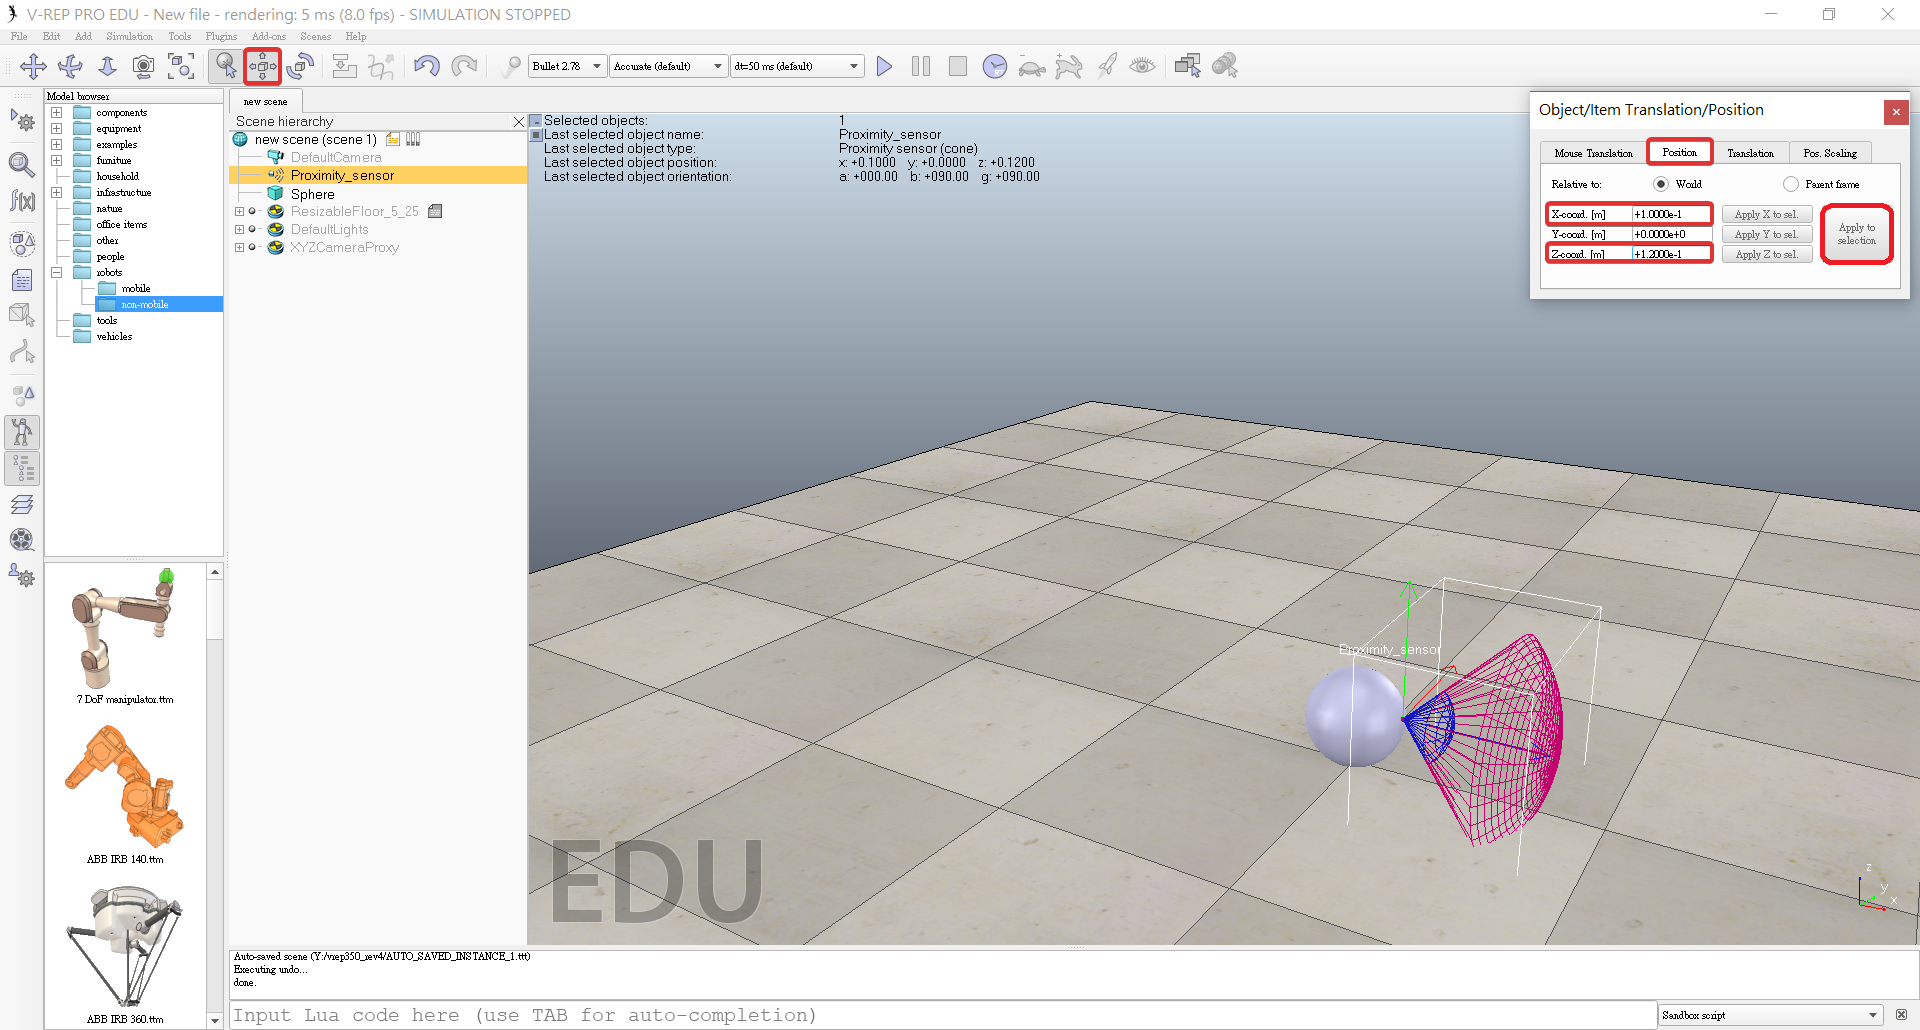 V-REP PRO EDU - New file - rendering: 5 ms (8.0 fps) - SIMULATION STOPPED
File Edit Add Simulation Tools Plugins Add-ons Scenes Help
Bullet 2.78 Accurate (default) dt=50 ms (default)
Model browser
components
equipment
examples
furniture
household
infrastructure
nature
office items
other
people
robots
mobile
non-mobile
tools
vehicles
7 DoF manipulator.ttm
ABB IRB 140.ttm
ABB IRB 360.ttm
new scene
Scene hierarchy
new scene (scene 1)
DefaultCamera
Proximity_sensor
Sphere
ResizableFloor_5_25
DefaultLights
XYZCameraProxy
Selected objects: 1
Last selected object name: Proximity_sensor
Last selected object type: Proximity sensor (cone)
Last selected object position: x: +0.1000 y: +0.0000 z: +0.1200
Last selected object orientation: a: +000.00 b: +090.00 g: +090.00
Object/Item Translation/Position
Mouse Translation Position Translation Pos. Scaling
Relative to: World Parent frame
X-coord. [m] +1.0000e-1 Apply X to sel.
Y-coord. [m] +0.0000e+0 Apply Y to sel.
Z-coord. [m] +1.2000e-1 Apply Z to sel.
Apply to
selection
Proximity_sensor
EDU
z
y
x
Auto-saved scene (Y:/vrep350_rev4/AUTO_SAVED_INSTANCE_1.ttt)
Executing undo...
done.
Input Lua code here (use TAB for auto-completion)
Sandbox script